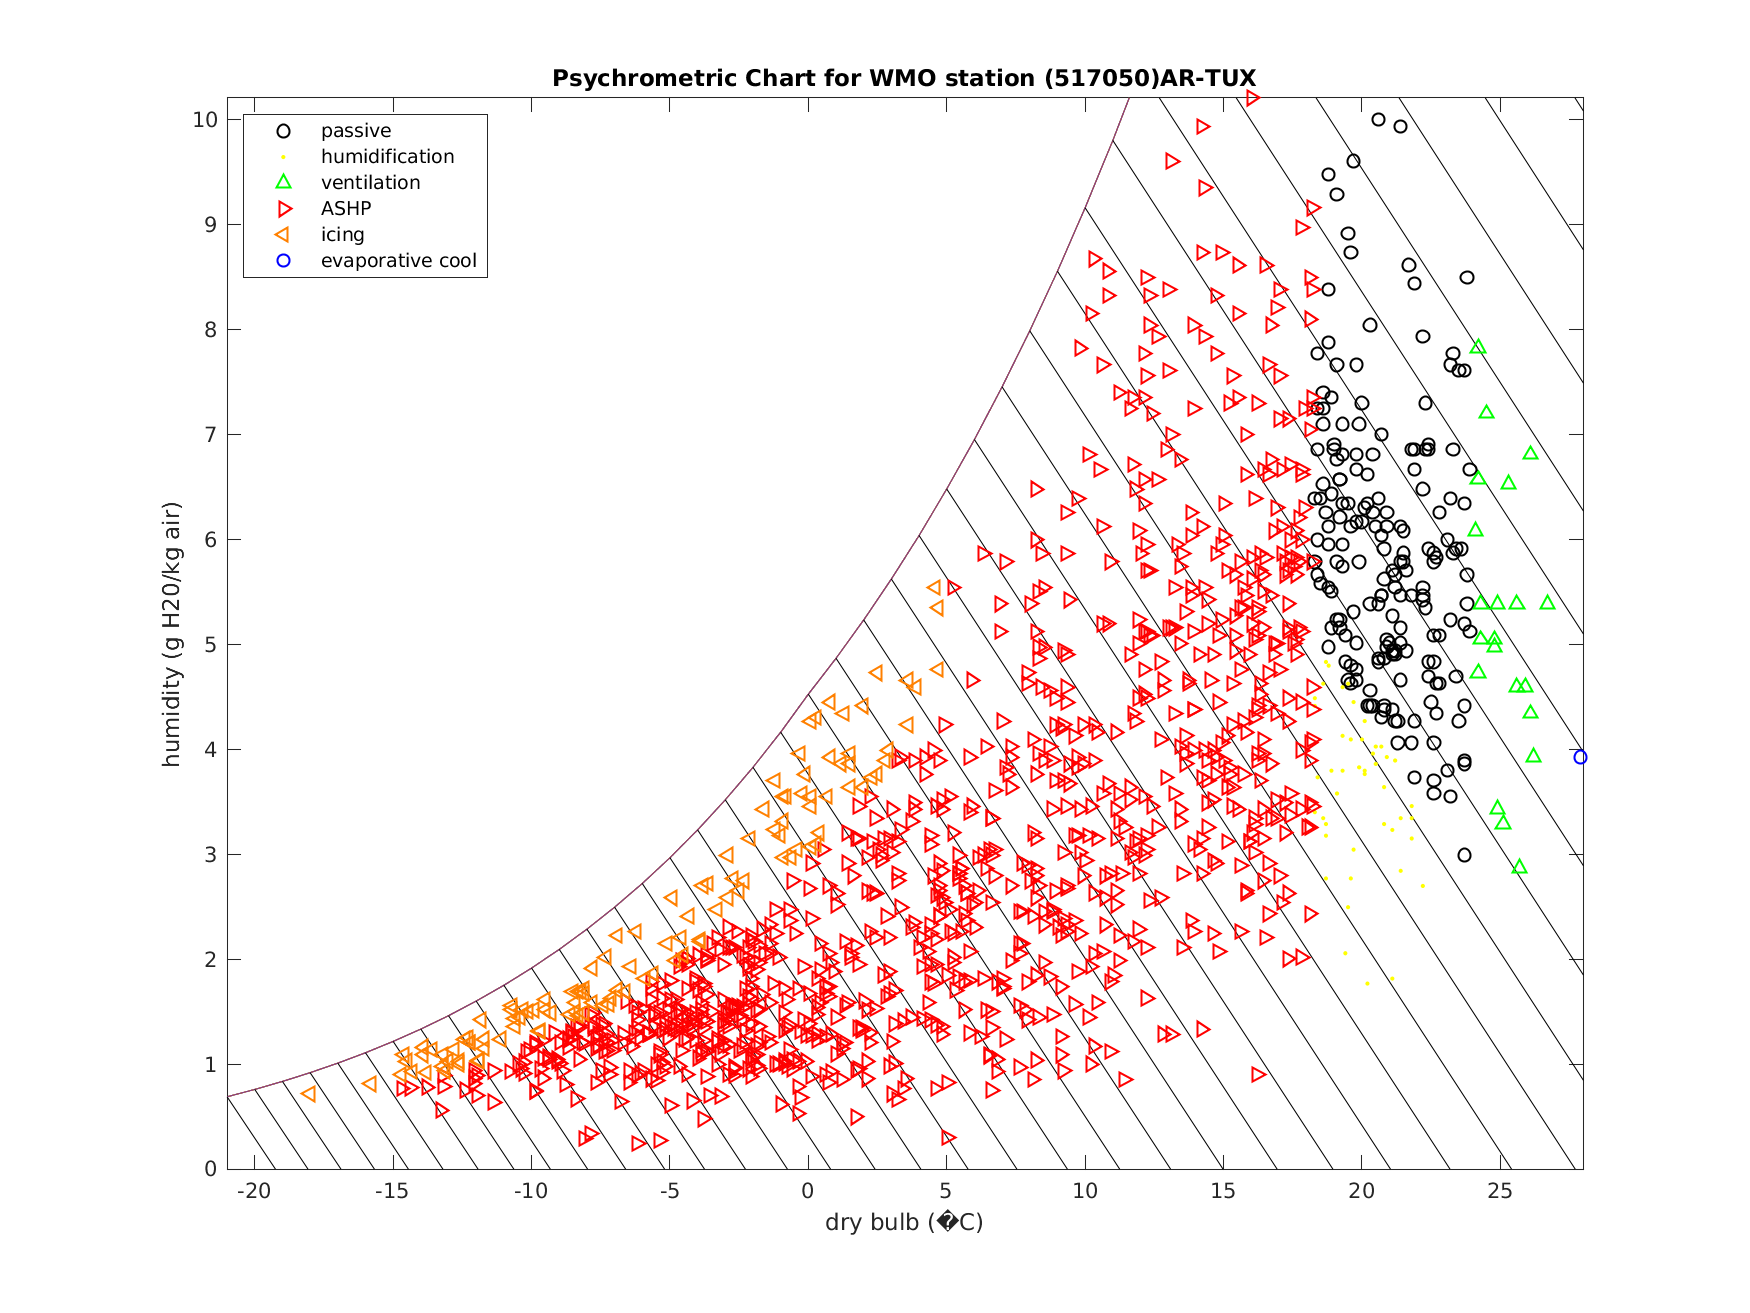 Psychrometric Chart for WMO station (517050)AR-TUX
passive
humidification
ventilation
ASHP
icing
evaporative cool
humidity (g H20/kg air)
10
9
8
7
6
5
4
3
2
1
0
-20 -15 -10 -5 0 5 10 15 20 25
dry bulb (�C)